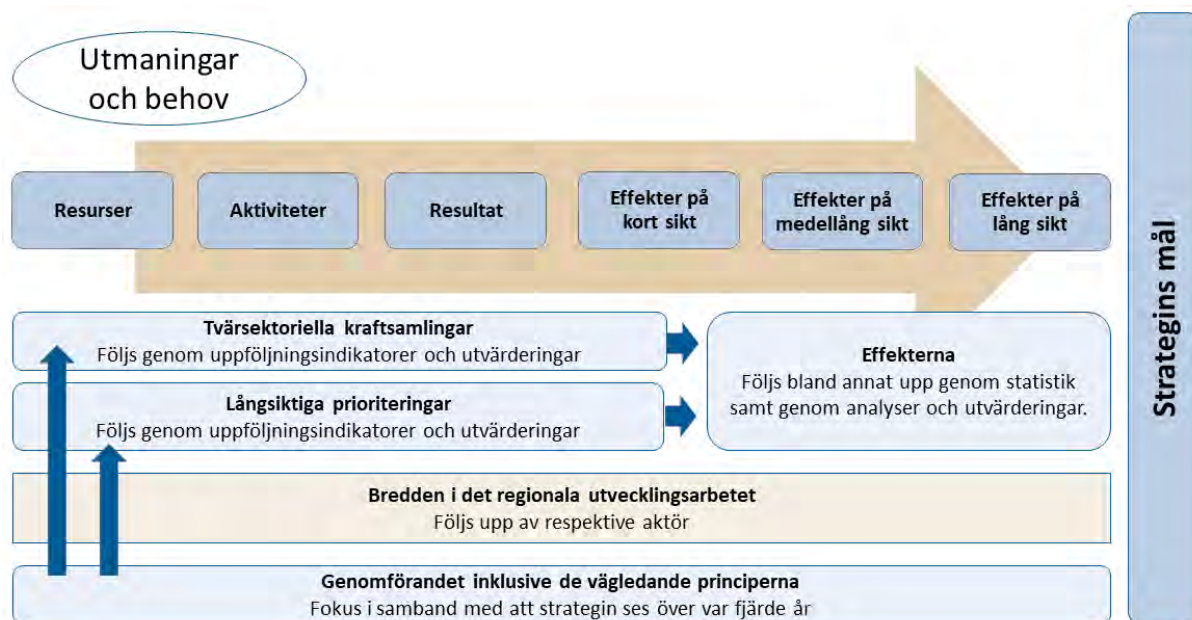 Utmaningar
och behov
Resurser
Aktiviteter
Resultat
Effekter på
kort sikt
Effekter på
medellång sikt
Effekter på
lång sikt
Tvärsektoriella kraftsamlingar
Följs genom uppföljningsindikatorer och utvärderingar
Långsiktiga prioriteringar
Följs genom uppföljningsindikatorer och utvärderingar
Effekterna
Följs bland annat upp genom statistik
samt genom analyser och utvärderingar.
Bredden i det regionala utvecklingsarbetet
Följs upp av respektive aktör
Genomförandet inklusive de vägledande principerna
Fokus i samband med att strategin ses över var fjärde år
Strategins mål